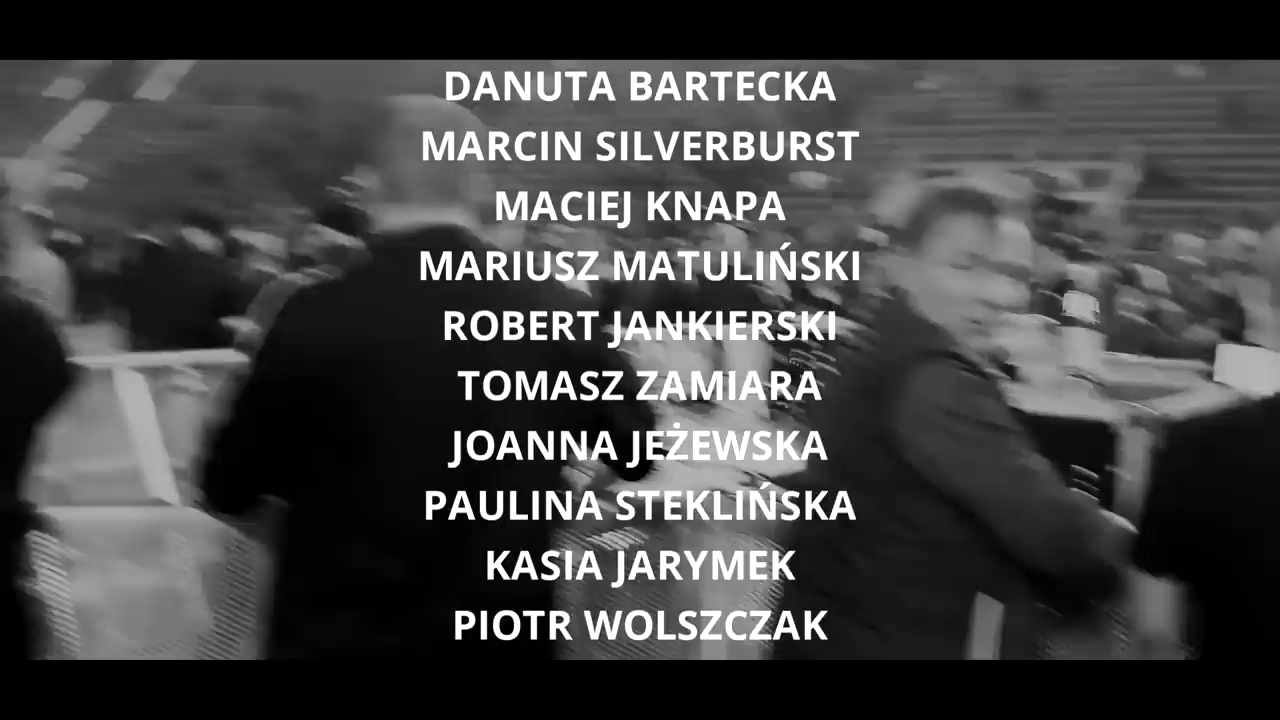 DANUTA BARTECKA
MARCIN SILVERBURST
MACIEJ KNAPA
MARIUSZ MATULIŃSKI
ROBERT JANKIERSKI
TOMASZ ZAMIARA
JOANNA JEŻEWSKA
PAULINA STEKLIŃSKA
KASIA JARYMEK
PIOTR WOLSZCZAK